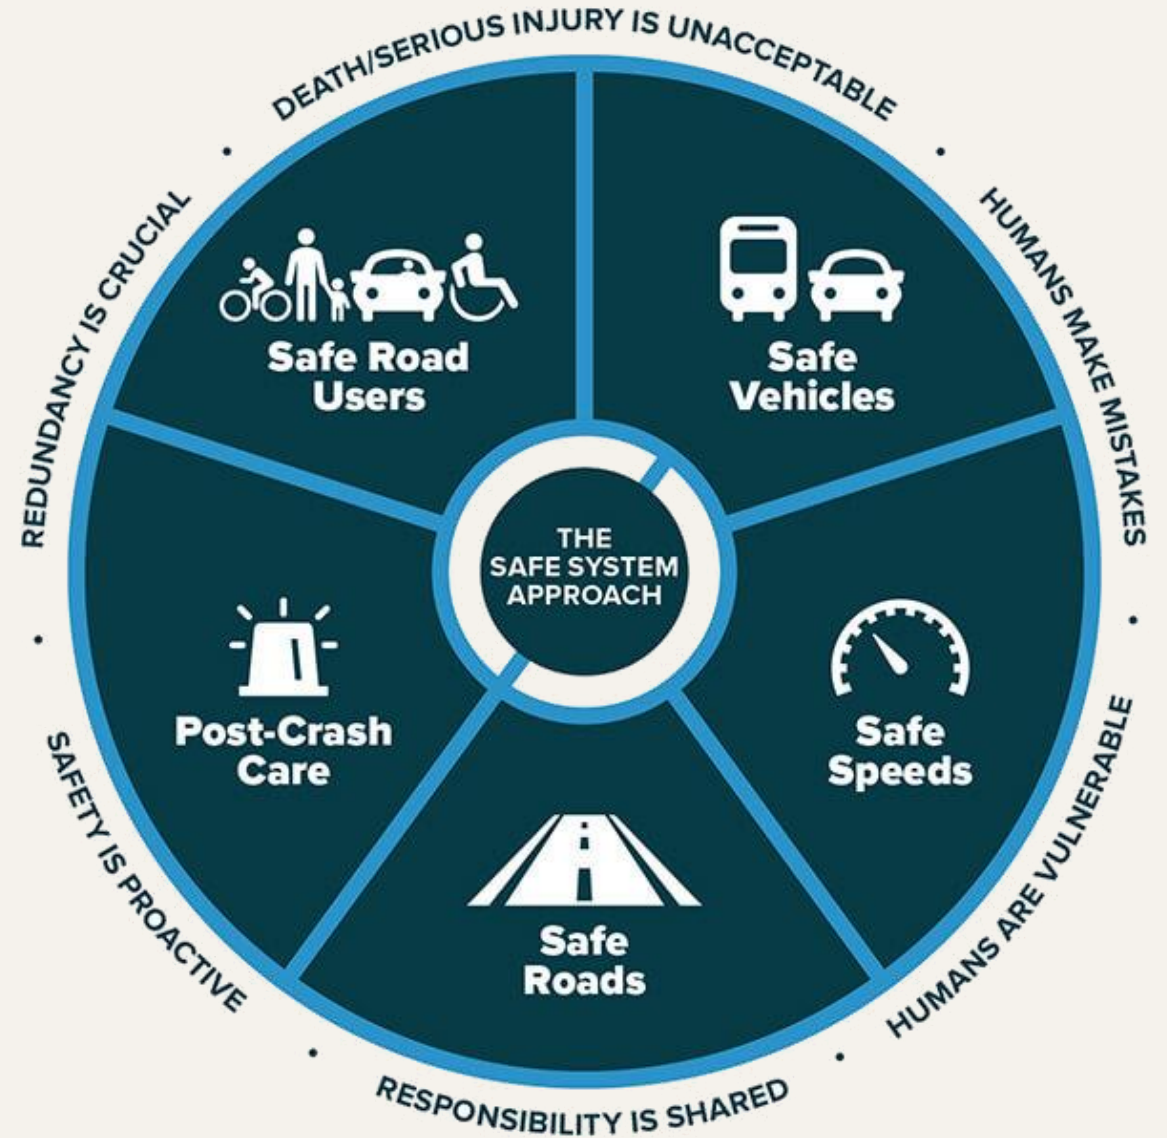 DEATH/SERIOUS INJURY IS UNACCEPTABLE
HUMANS MAKE MISTAKES
HUMANS ARE VULNERABLE
RESPONSIBILITY IS SHARED
SAFETY IS PROACTIVE
REDUNDANCY IS CRUCIAL
Safe Road
Users
Safe
Vehicles
Safe
Speeds
Safe
Roads
Post-Crash
Care
THE
SAFE SYSTEM
APPROACH